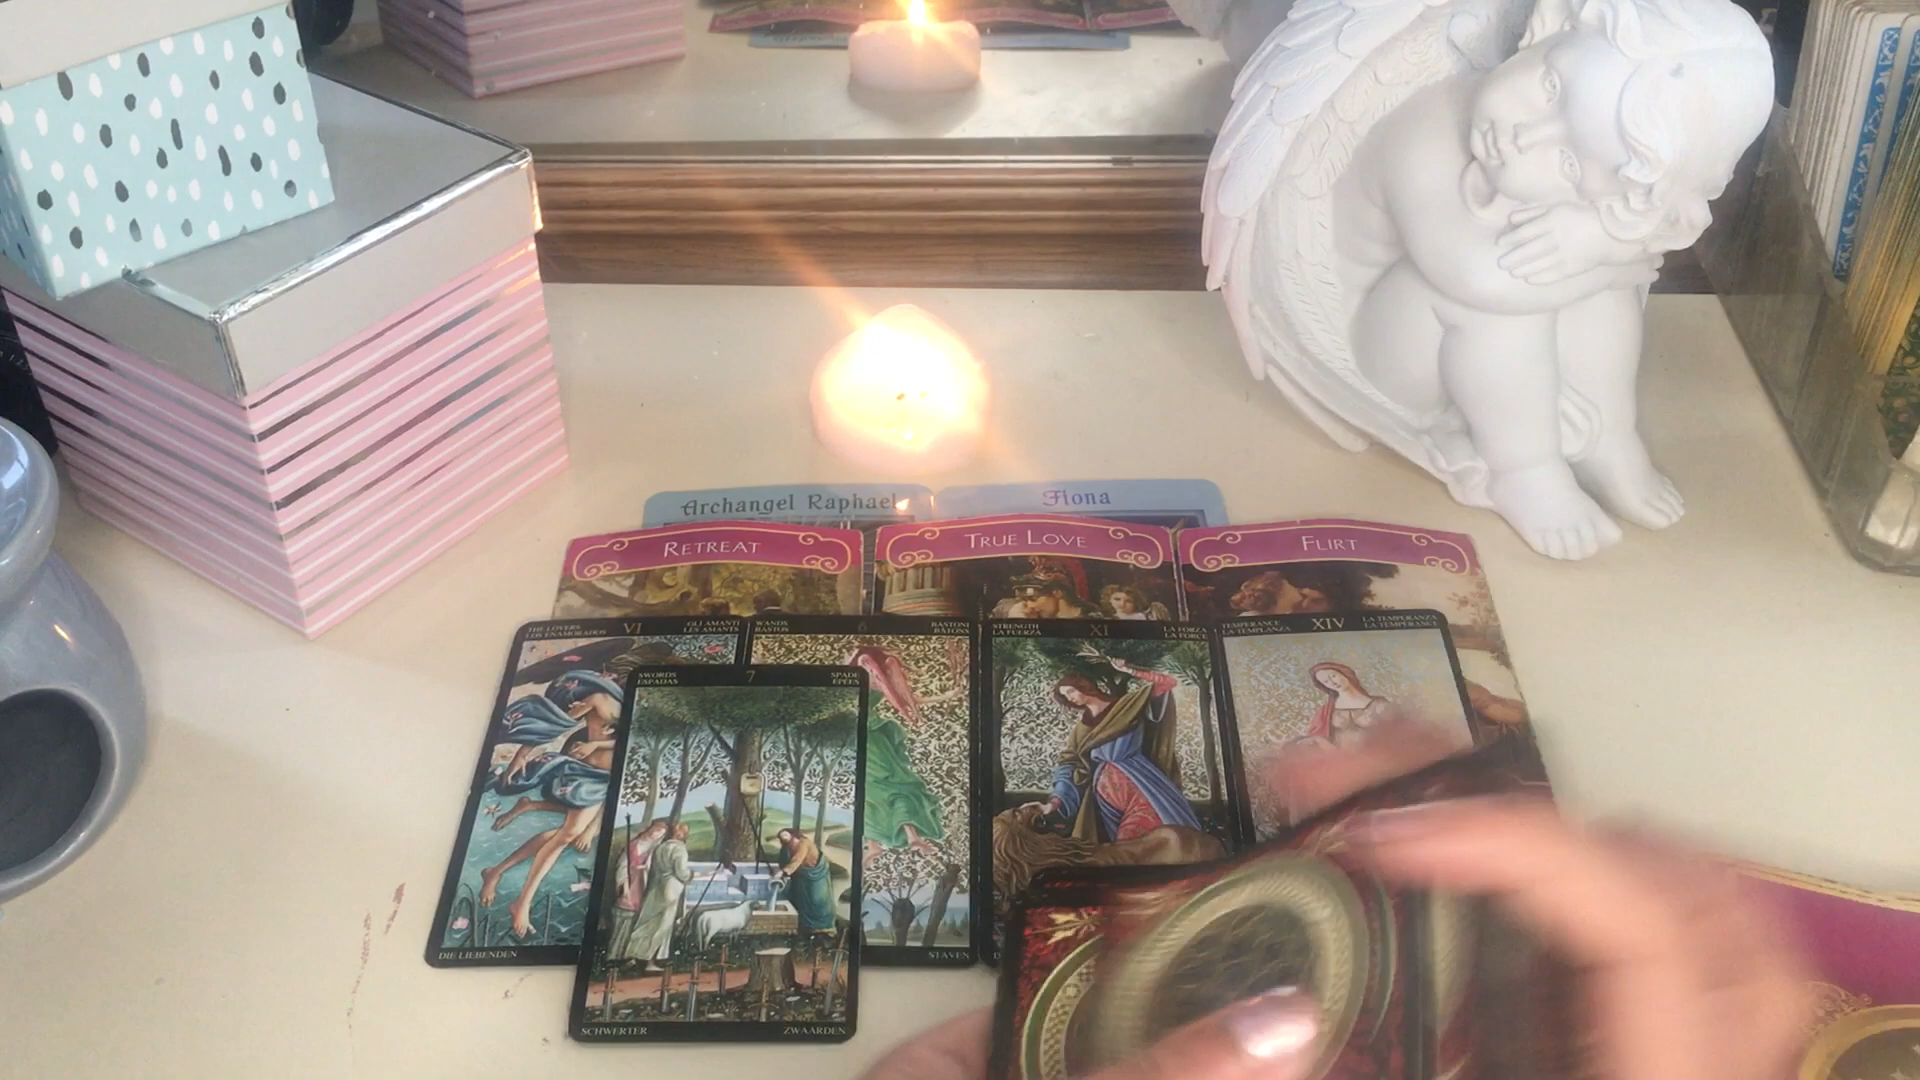 Archangel Raphael
Fiona
RETREAT
TRUE LOVE
FLIRT
THE LOVERS
LOS ENAMORADOS
VI
GLI AMANTI
LES AMANTS
WANDS
BASTOS
6
BASTONI
BATONS
STRENGTH
LA FUERZA
XI
LA FORZA
LA FORCE
TEMPERANCE
LA TEMPLANZA
XIV
LA TEMPERANZA
LA TEMPÉRANCE
SWORDS
ESPADAS
7
SPADE
ÉPÉES
DIE LIEBENDEN
STAVEN
SCHWERTER
ZWAARDEN